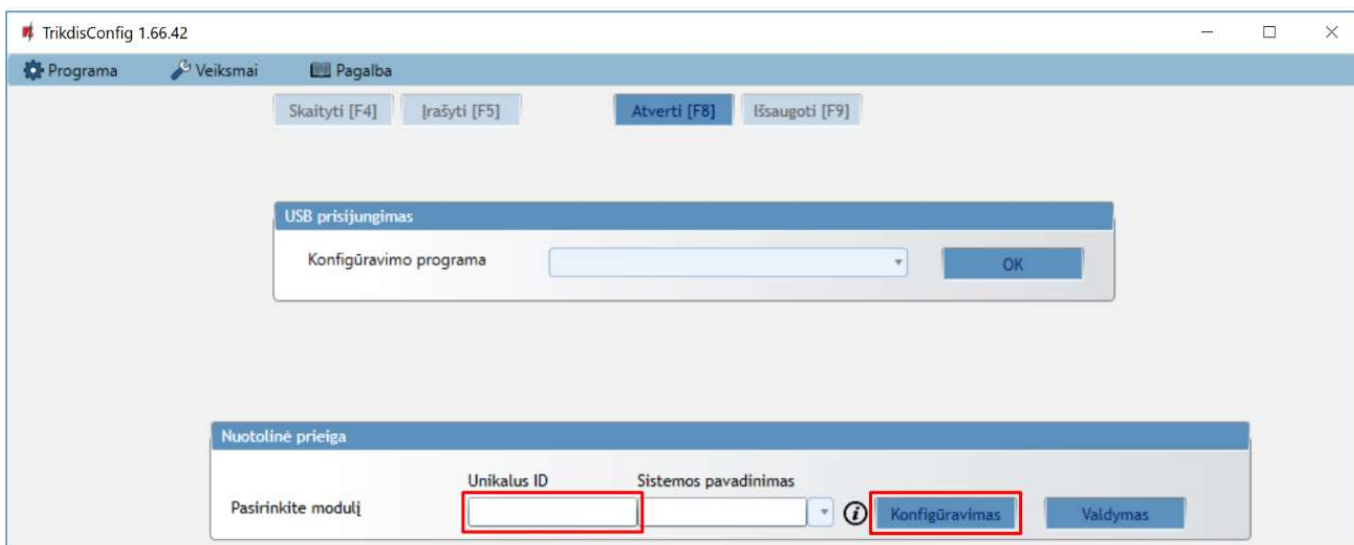 TrikdisConfig 1.66.42
Programa Veiksmai Pagalba
Skaityti [F4] Įrašyti [F5] Atverti [F8] Išsaugoti [F9]
USB prisijungimas
Konfigūravimo programa OK
Nuotolinė prieiga
Unikalus ID Sistemos pavadinimas
Pasirinkite modulį i Konfigūravimas Valdymas